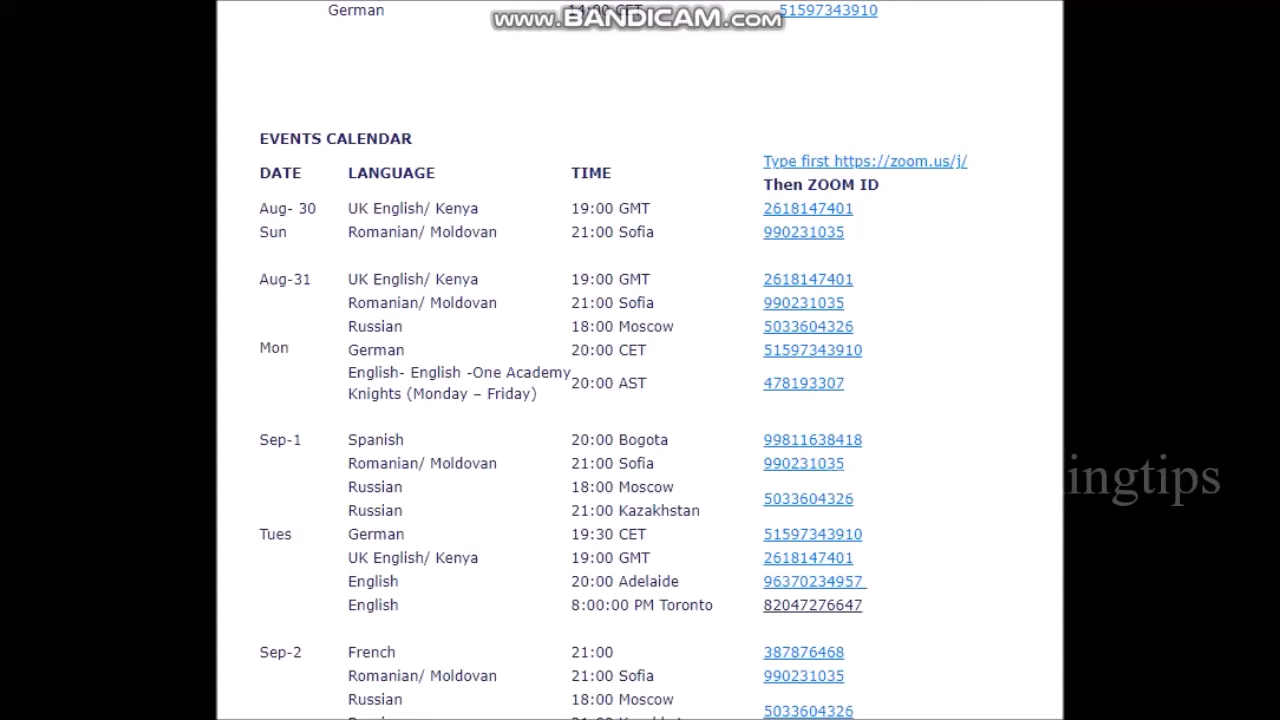 German 14:00 CET 51597343910
www.BANDICAM.com
EVENTS CALENDAR
Type first https://zoom.us/j/
DATE LANGUAGE TIME
Then ZOOM ID
Aug- 30 UK English/ Kenya 19:00 GMT 2618147401
Sun Romanian/ Moldovan 21:00 Sofia 990231035
Aug-31 UK English/ Kenya 19:00 GMT 2618147401
Romanian/ Moldovan 21:00 Sofia 990231035
Russian 18:00 Moscow 5033604326
Mon German 20:00 CET 51597343910
English- English -One Academy
Knights (Monday – Friday) 20:00 AST 478193307
Sep-1 Spanish 20:00 Bogota 99811638418
Romanian/ Moldovan 21:00 Sofia 990231035
Russian 18:00 Moscow
5033604326
Russian 21:00 Kazakhstan
Tues German 19:30 CET 51597343910
UK English/ Kenya 19:00 GMT 2618147401
English 20:00 Adelaide 96370234957
English 8:00:00 PM Toronto 82047276647
Sep-2 French 21:00 387876468
Romanian/ Moldovan 21:00 Sofia 990231035
Russian 18:00 Moscow
5033604326
ingtips